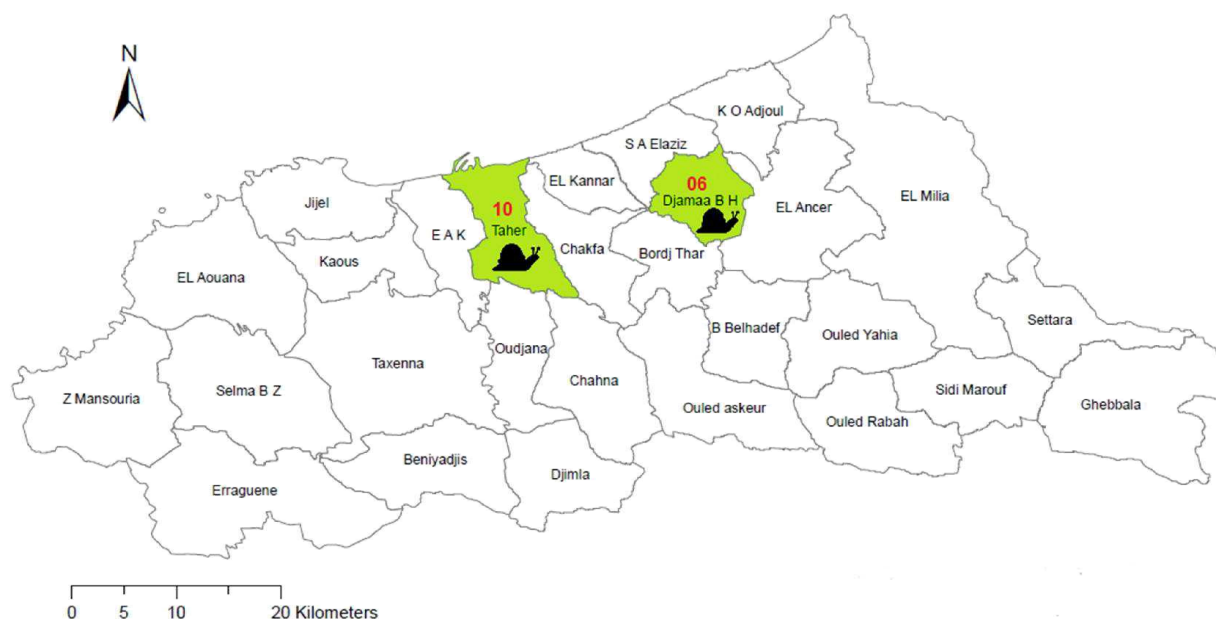 N
K O Adjoul
S A Elaziz
EL Kannar
06
Djamaa B H
EL Milia
Jijel
10
Taher
EL Ancer
E A K
Chakfa
Bordj Thar
Kaous
EL Aouana
Settara
B Belhadef
Ouled Yahia
Oudjana
Taxenna
Chahna
Selma B Z
Z Mansouria
Sidi Marouf
Ouled askeur
Ghebbala
Ouled Rabah
Beniyadjis
Djimla
Erraguene
0 5 10 20 Kilometers